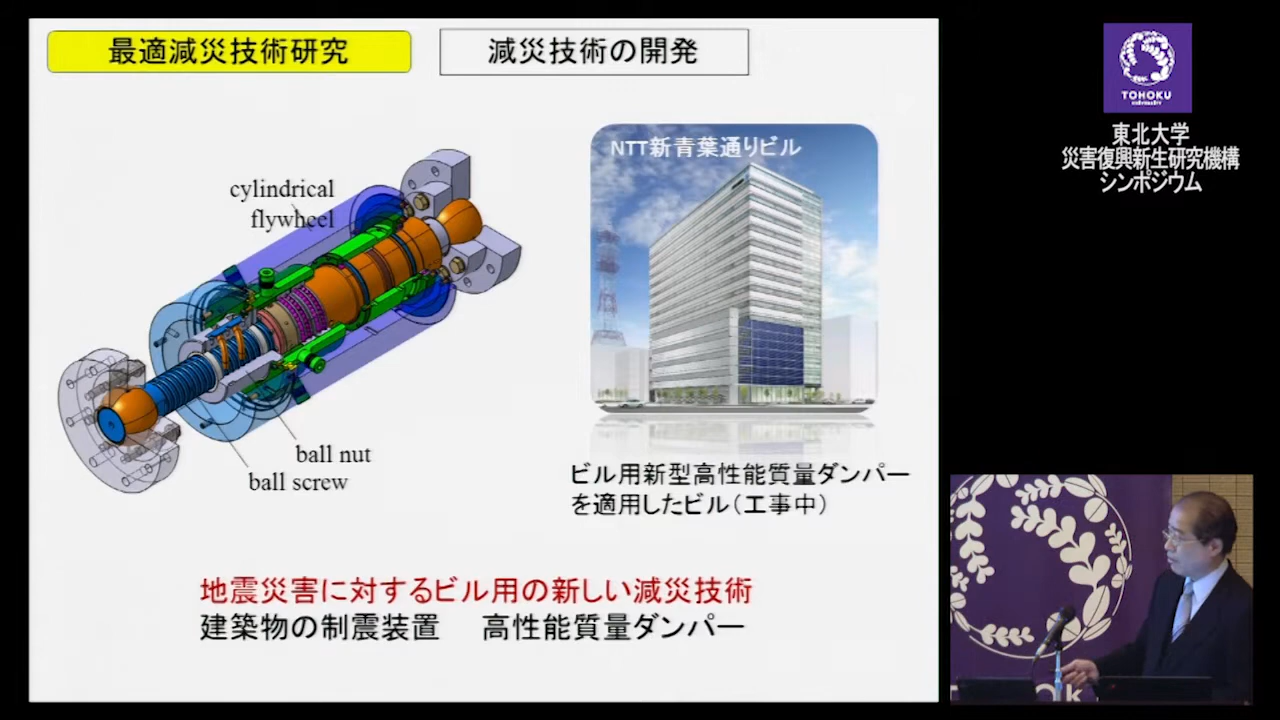 最適減災技術研究
減災技術の開発
cylindrical
flywheel
ball nut
ball screw
NTT新青葉通りビル
ビル用新型高性能質量ダンパー
を適用したビル（工事中）
地震災害に対するビル用の新しい減災技術
建築物の制震装置 高性能質量ダンパー
TOHOKU
UNIVERSITY
東北大学
災害復興新生研究機構
シンポジウム